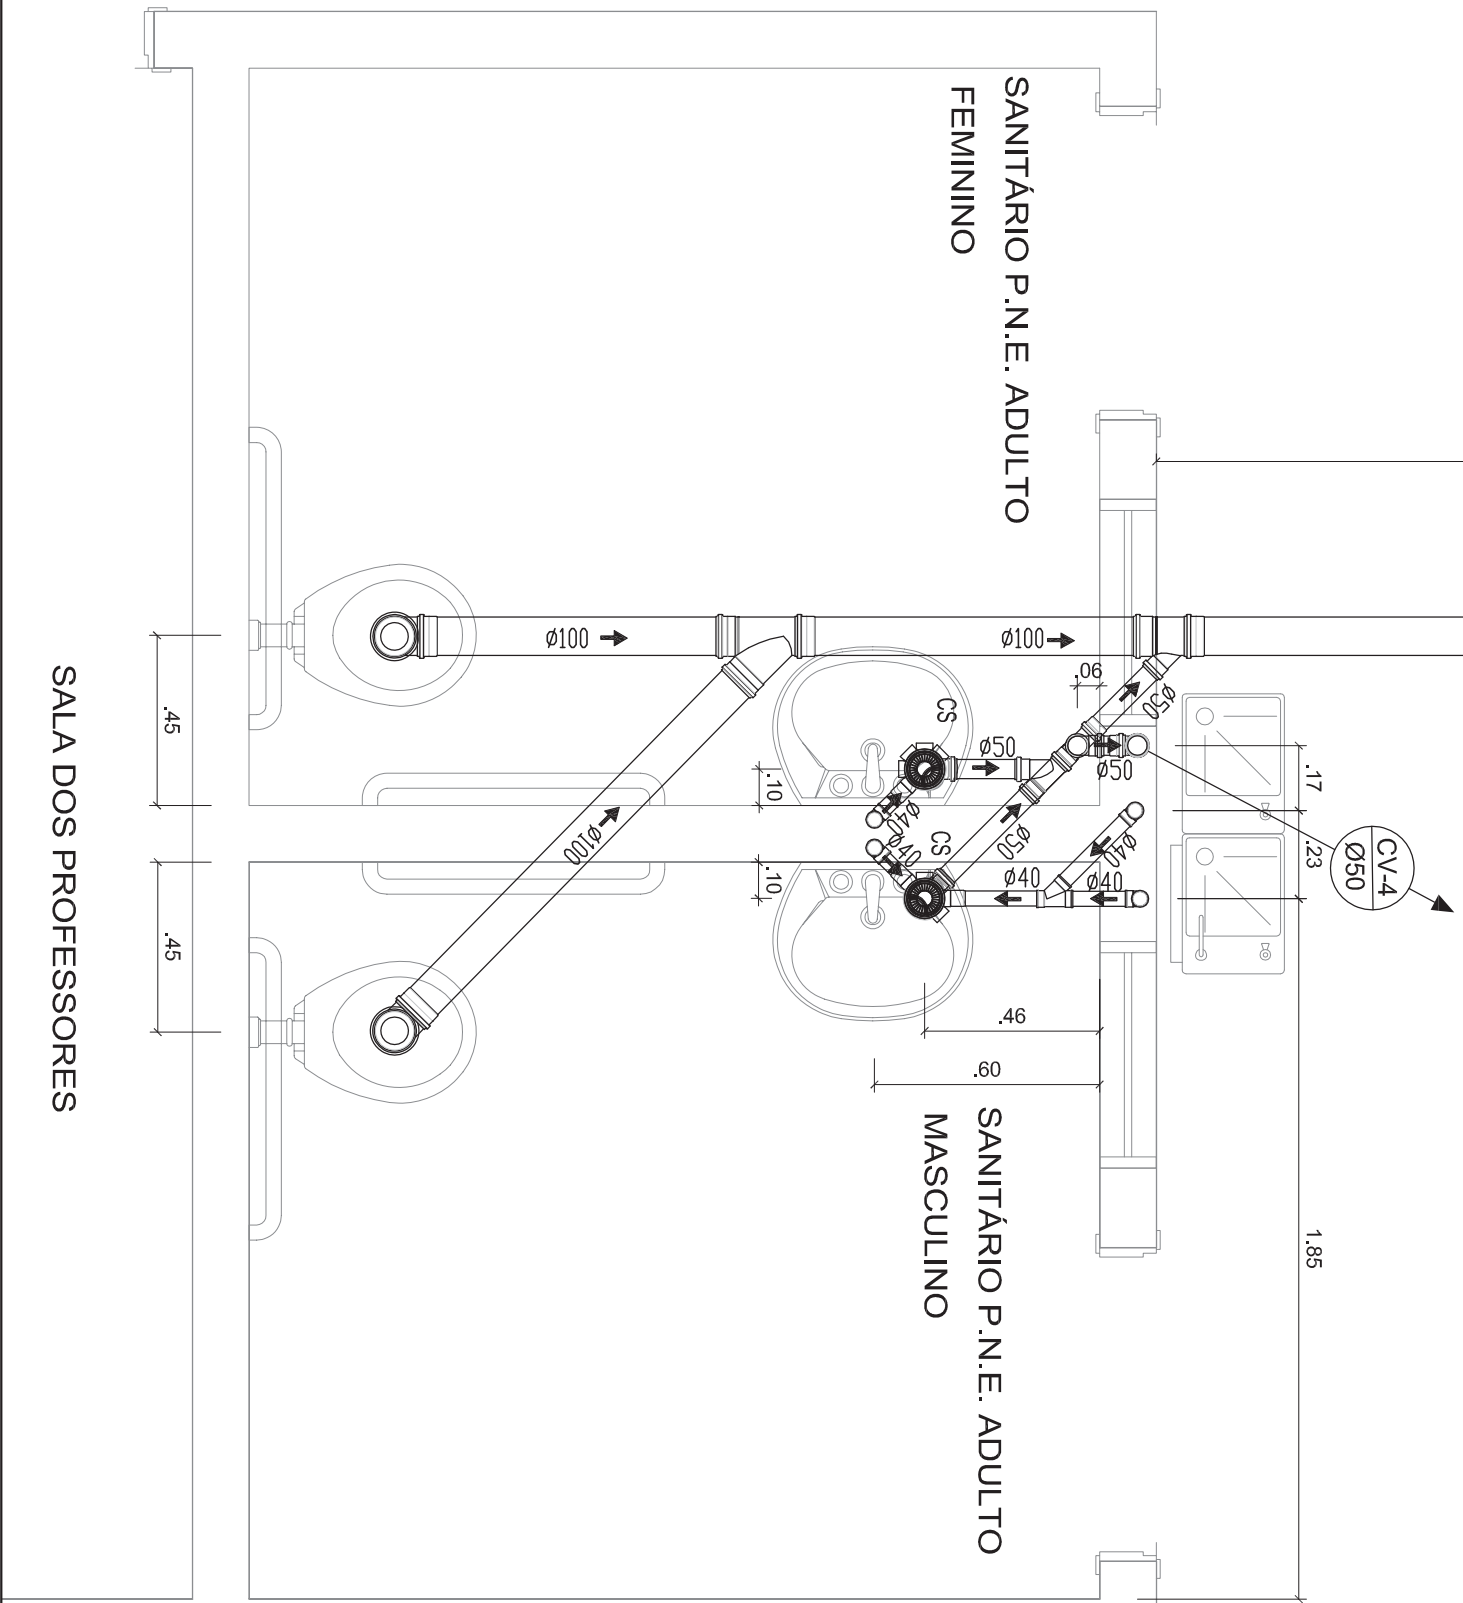 SANITÁRIO P.N.E. ADULTO
FEMININO
ø100
ø100
.06
ø50
CS
ø50
ø50
.17
.45
.10
ø40
ø100
ø40
CS
ø50
ø40
.23
CV-4
Ø50
.10
ø40
ø40
.45
.46
.60
SANITÁRIO P.N.E. ADULTO
MASCULINO
1.85
SALA DOS PROFESSORES